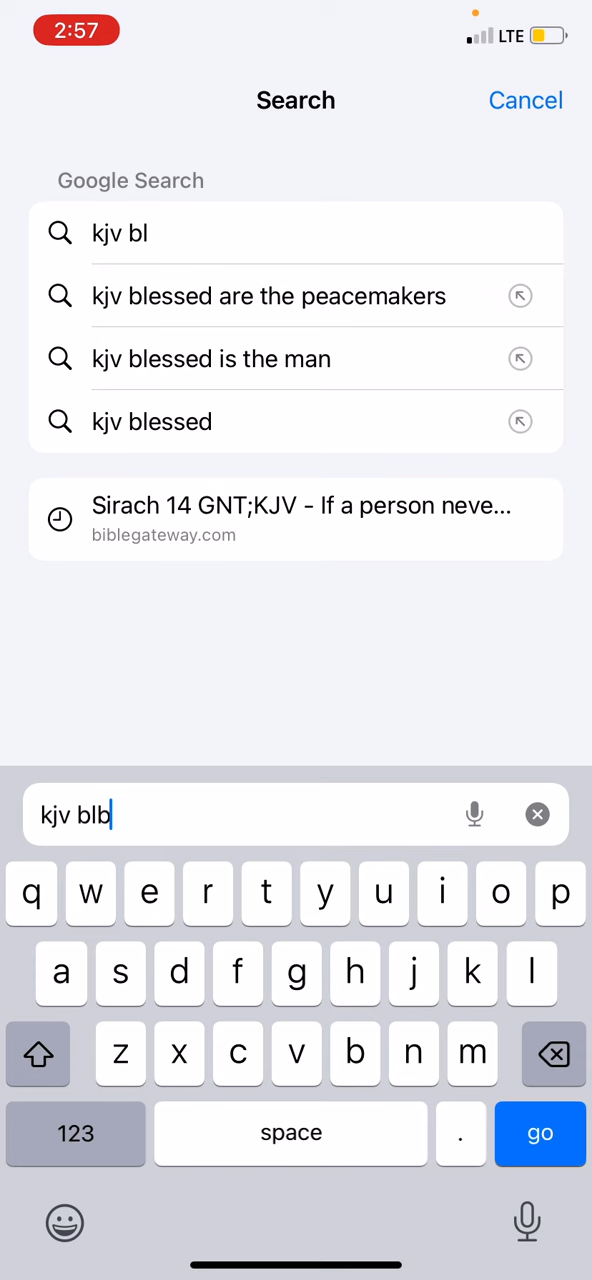 2:57
LTE
Search
Cancel
Google Search
kjv bl
kjv blessed are the peacemakers
kjv blessed is the man
kjv blessed
Sirach 14 GNT;KJV - If a person neve...
biblegateway.com
kjv blb
q w e r t y u i o p
a s d f g h j k l
z x c v b n m
123 space . go